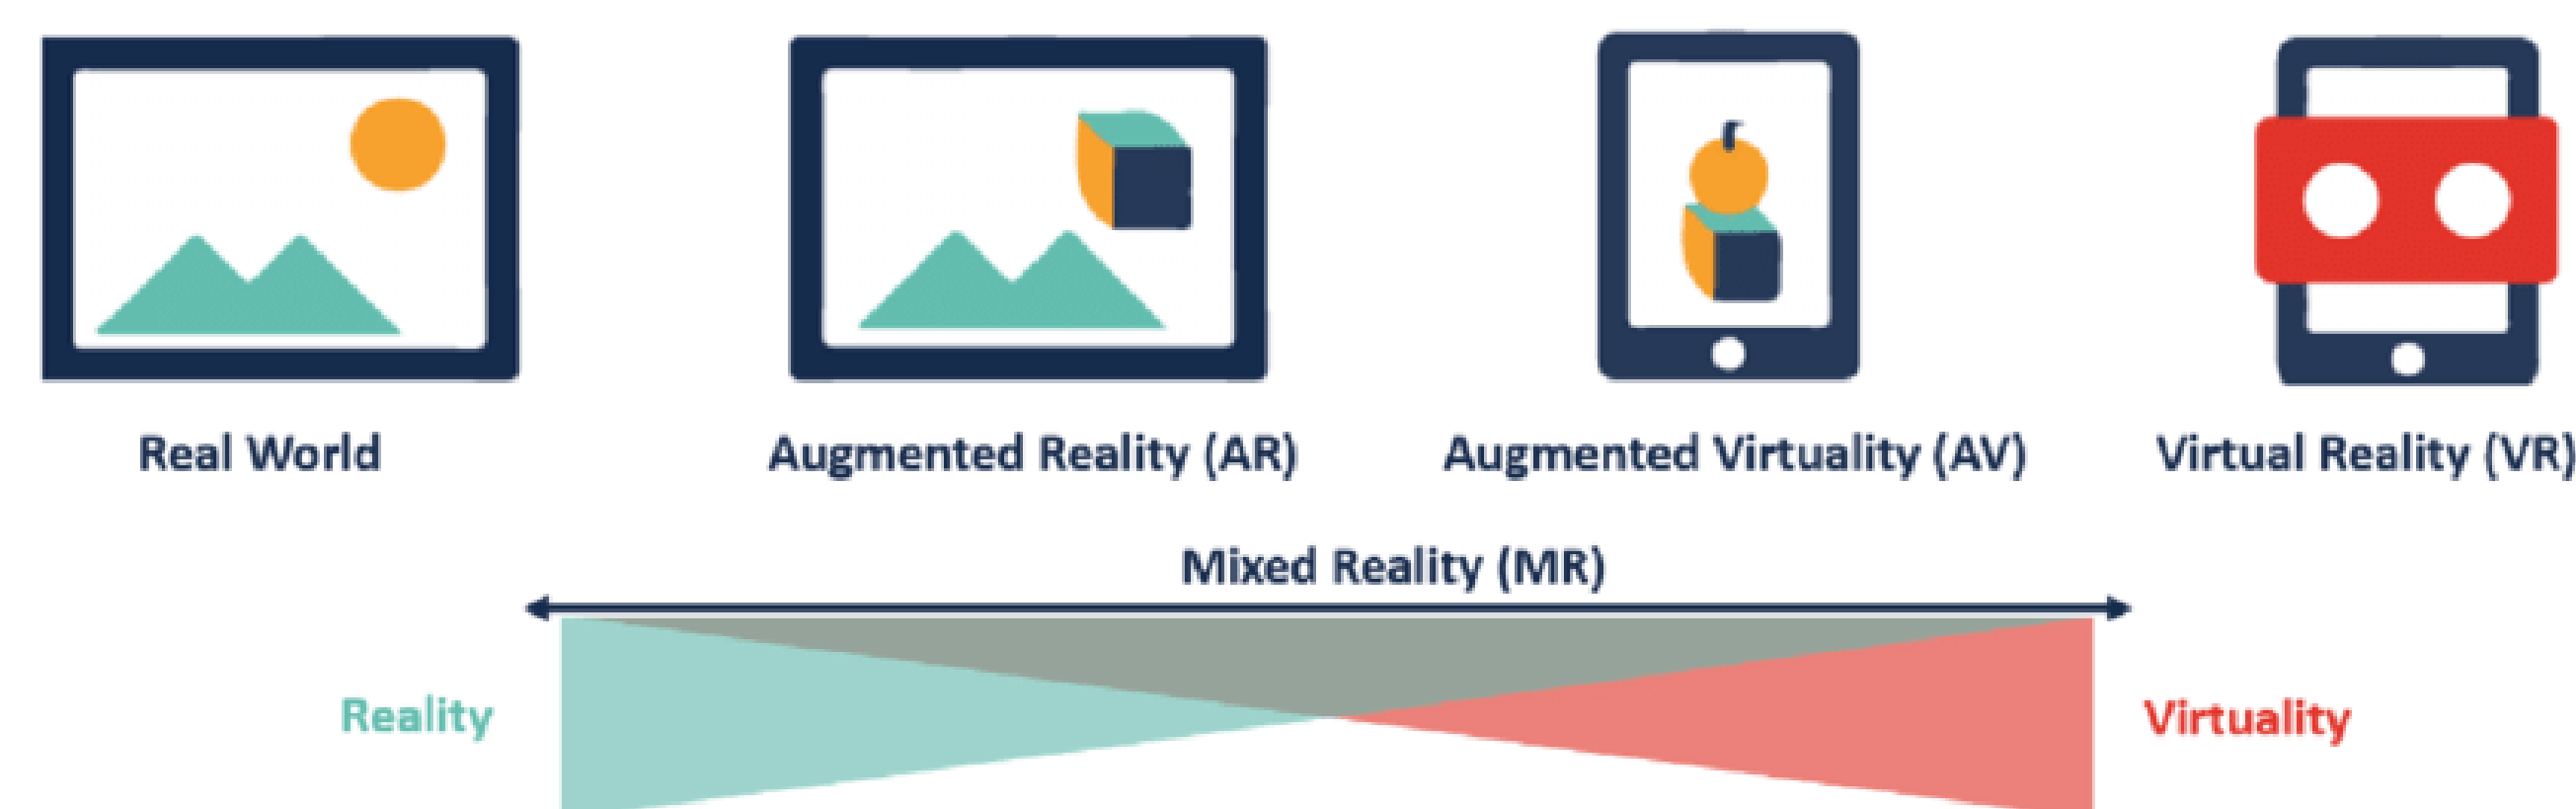 Real World
Augmented Reality (AR)
Augmented Virtuality (AV)
Virtual Reality (VR)
Mixed Reality (MR)
Reality
Virtuality